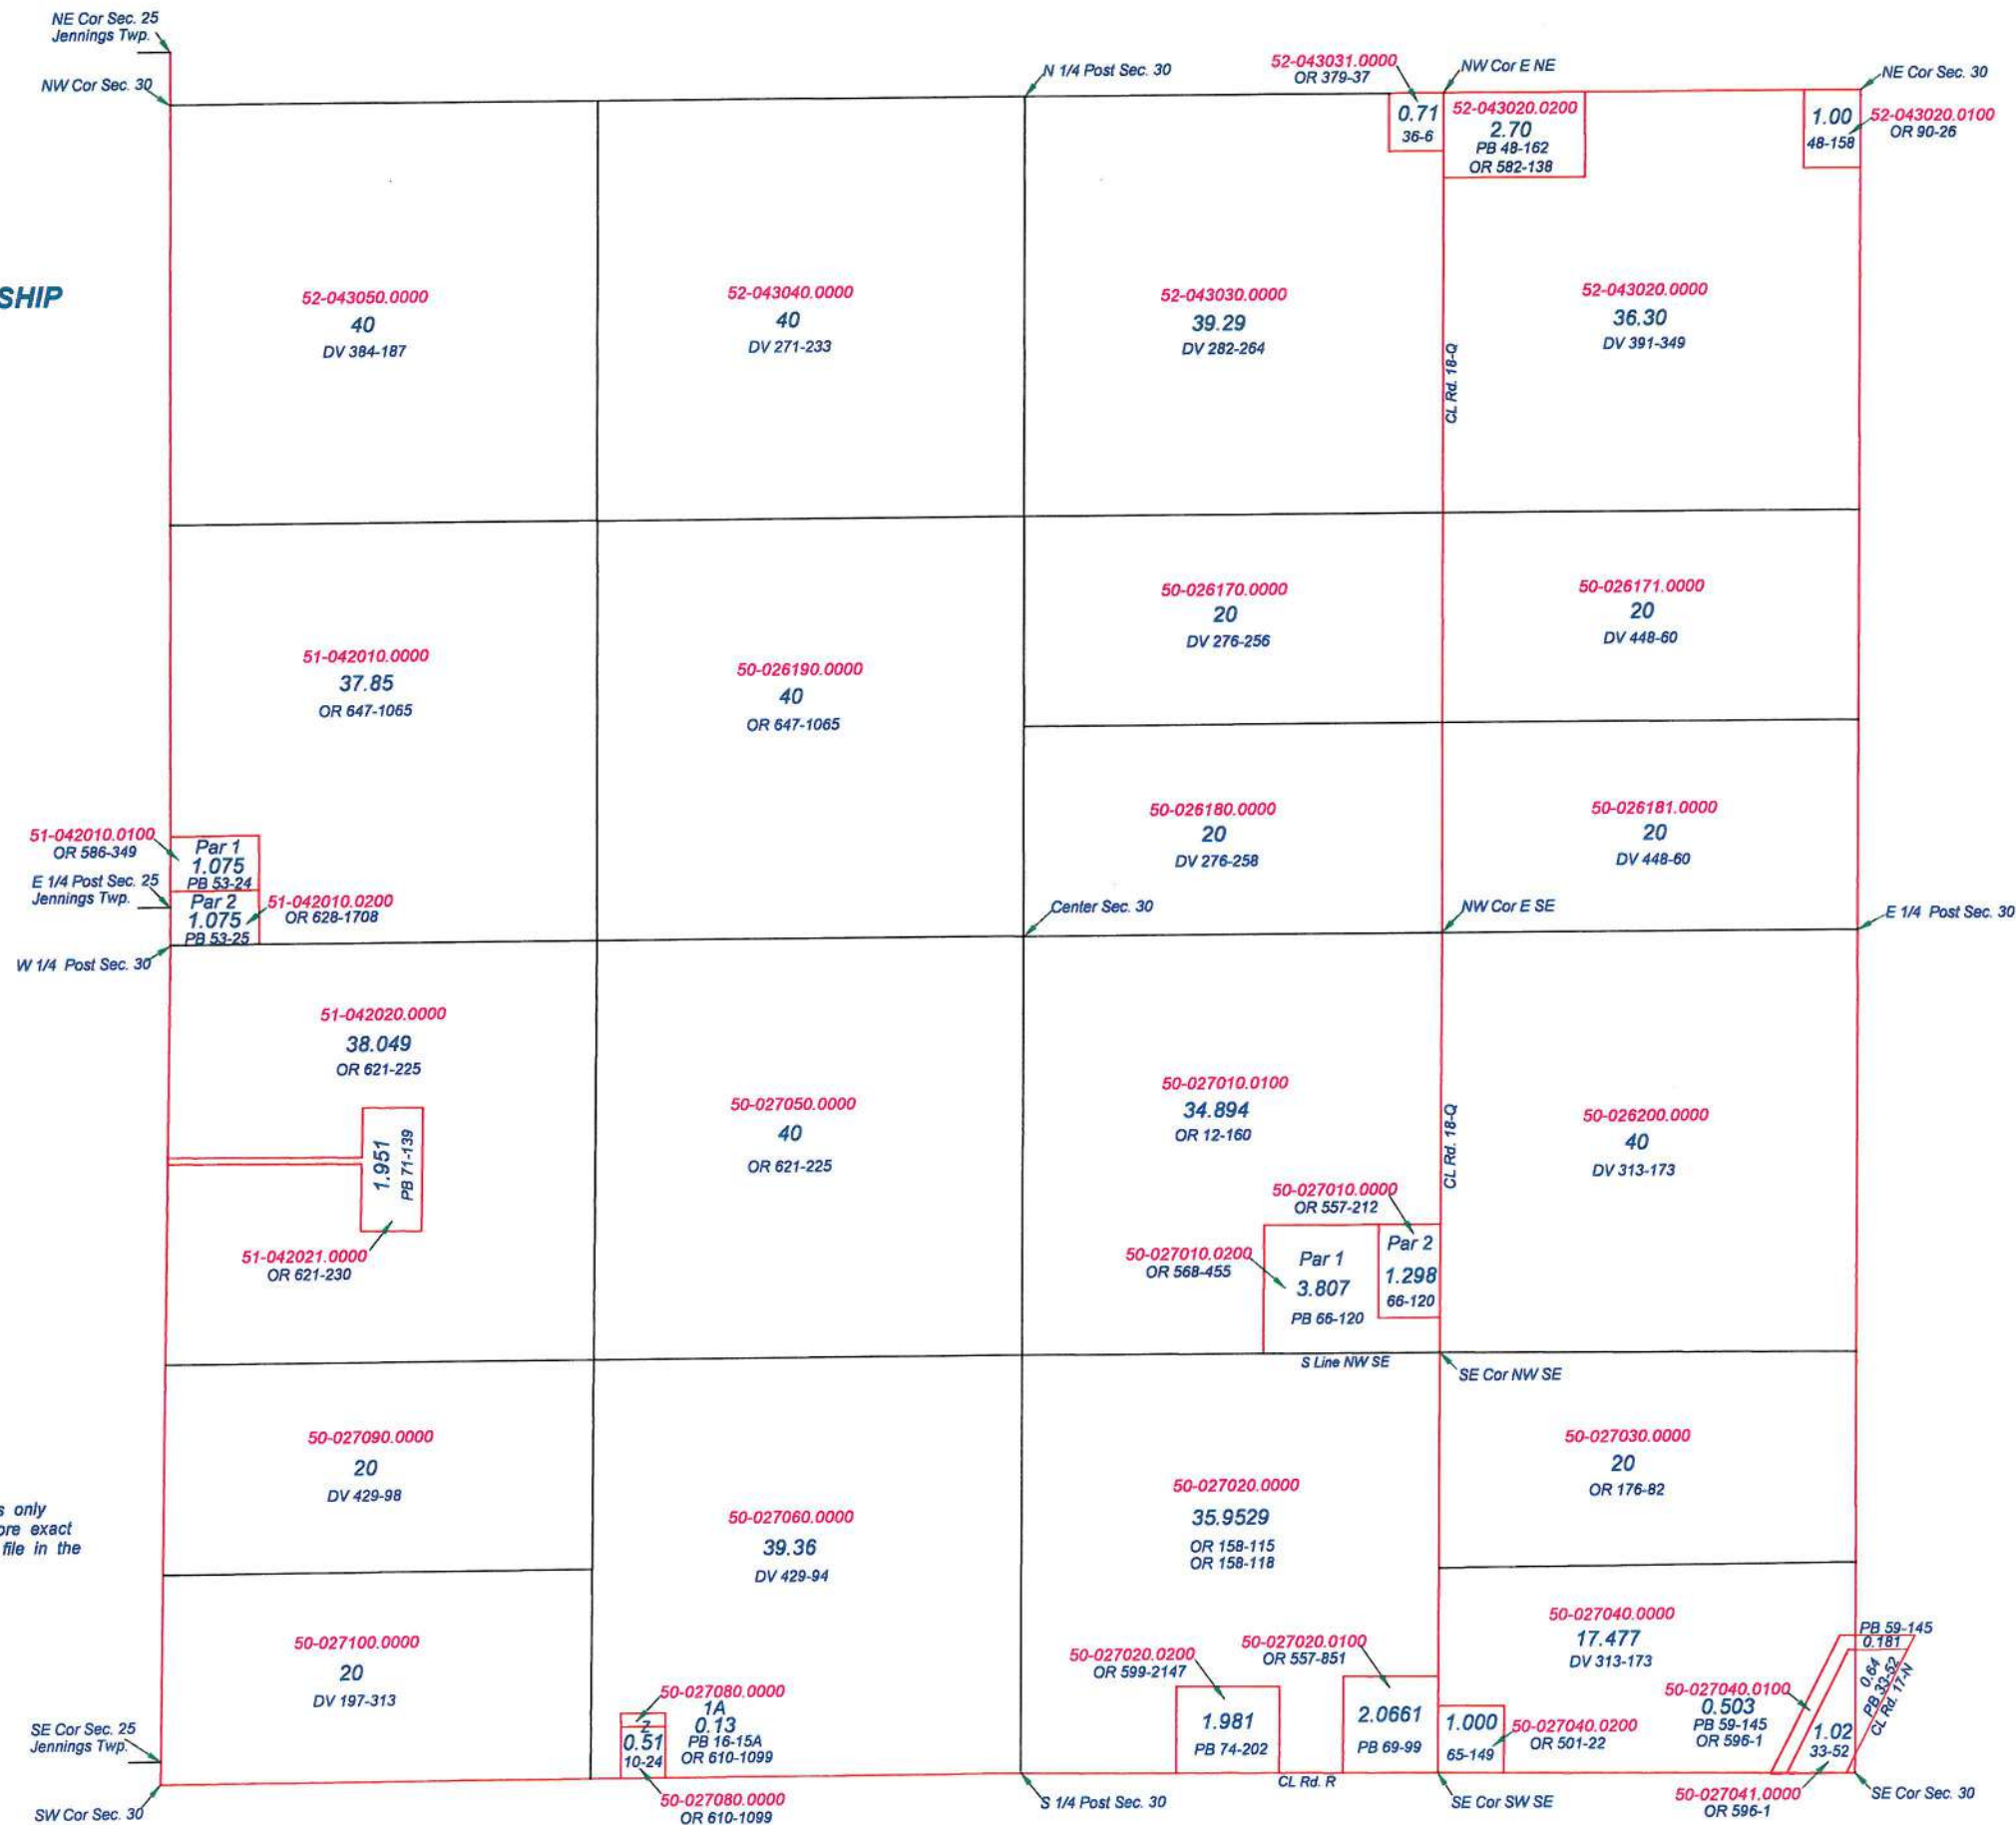 NE Cor Sec. 25
Jennings Twp.
NW Cor Sec. 30
N 1/4 Post Sec. 30
52-043031.0000
OR 379-37
NW Cor E NE
NE Cor Sec. 30
0.71
36-6
52-043020.0200
2.70
PB 48-162
OR 582-138
1.00
48-158
52-043020.0100
OR 90-26
SHIP
52-043050.0000
40
DV 384-187
52-043040.0000
40
DV 271-233
52-043030.0000
39.29
DV 282-264
52-043020.0000
36.30
DV 391-349
CL Rd. 18-Q
51-042010.0000
37.85
OR 647-1065
50-026190.0000
40
OR 647-1065
50-026170.0000
20
DV 276-256
50-026171.0000
20
DV 448-60
50-026180.0000
20
DV 276-258
50-026181.0000
20
DV 448-60
51-042010.0100
OR 586-349
Par 1
1.075
PB 53-24
E 1/4 Post Sec. 25
Jennings Twp.
Par 2
1.075
PB 53-25
51-042010.0200
OR 628-1708
W 1/4 Post Sec. 30
Center Sec. 30
NW Cor E SE
E 1/4 Post Sec. 30
51-042020.0000
38.049
OR 621-225
1.951
PB 71-139
51-042021.0000
OR 621-230
50-027050.0000
40
OR 621-225
50-027010.0100
34.894
OR 12-160
CL Rd. 18-Q
50-026200.0000
40
DV 313-173
50-027010.0000
OR 557-212
50-027010.0200
OR 568-455
Par 1
3.807
PB 66-120
Par 2
1.298
66-120
S Line NW SE
SE Cor NW SE
50-027090.0000
20
DV 429-98
50-027060.0000
39.36
DV 429-94
50-027020.0000
35.9529
OR 158-115
OR 158-118
50-027030.0000
20
OR 176-82
s only
ore exact
file in the
50-027100.0000
20
DV 197-313
50-027080.0000
1A
0.13
PB 16-15A
OR 610-1099
Z
0.51
10-24
50-027080.0000
OR 610-1099
50-027020.0200
OR 599-2147
1.981
PB 74-202
50-027020.0100
OR 557-851
2.0661
PB 69-99
50-027040.0000
17.477
DV 313-173
1.000
65-149
50-027040.0200
OR 501-22
50-027040.0100
0.503
PB 59-145
OR 596-1
PB 59-145
0.181
0.64
PB 33-52
CL Rd. 17-N
1.02
33-52
50-027041.0000
OR 596-1
SE Cor Sec. 25
Jennings Twp.
SW Cor Sec. 30
S 1/4 Post Sec. 30
CL Rd. R
SE Cor SW SE
SE Cor Sec. 30